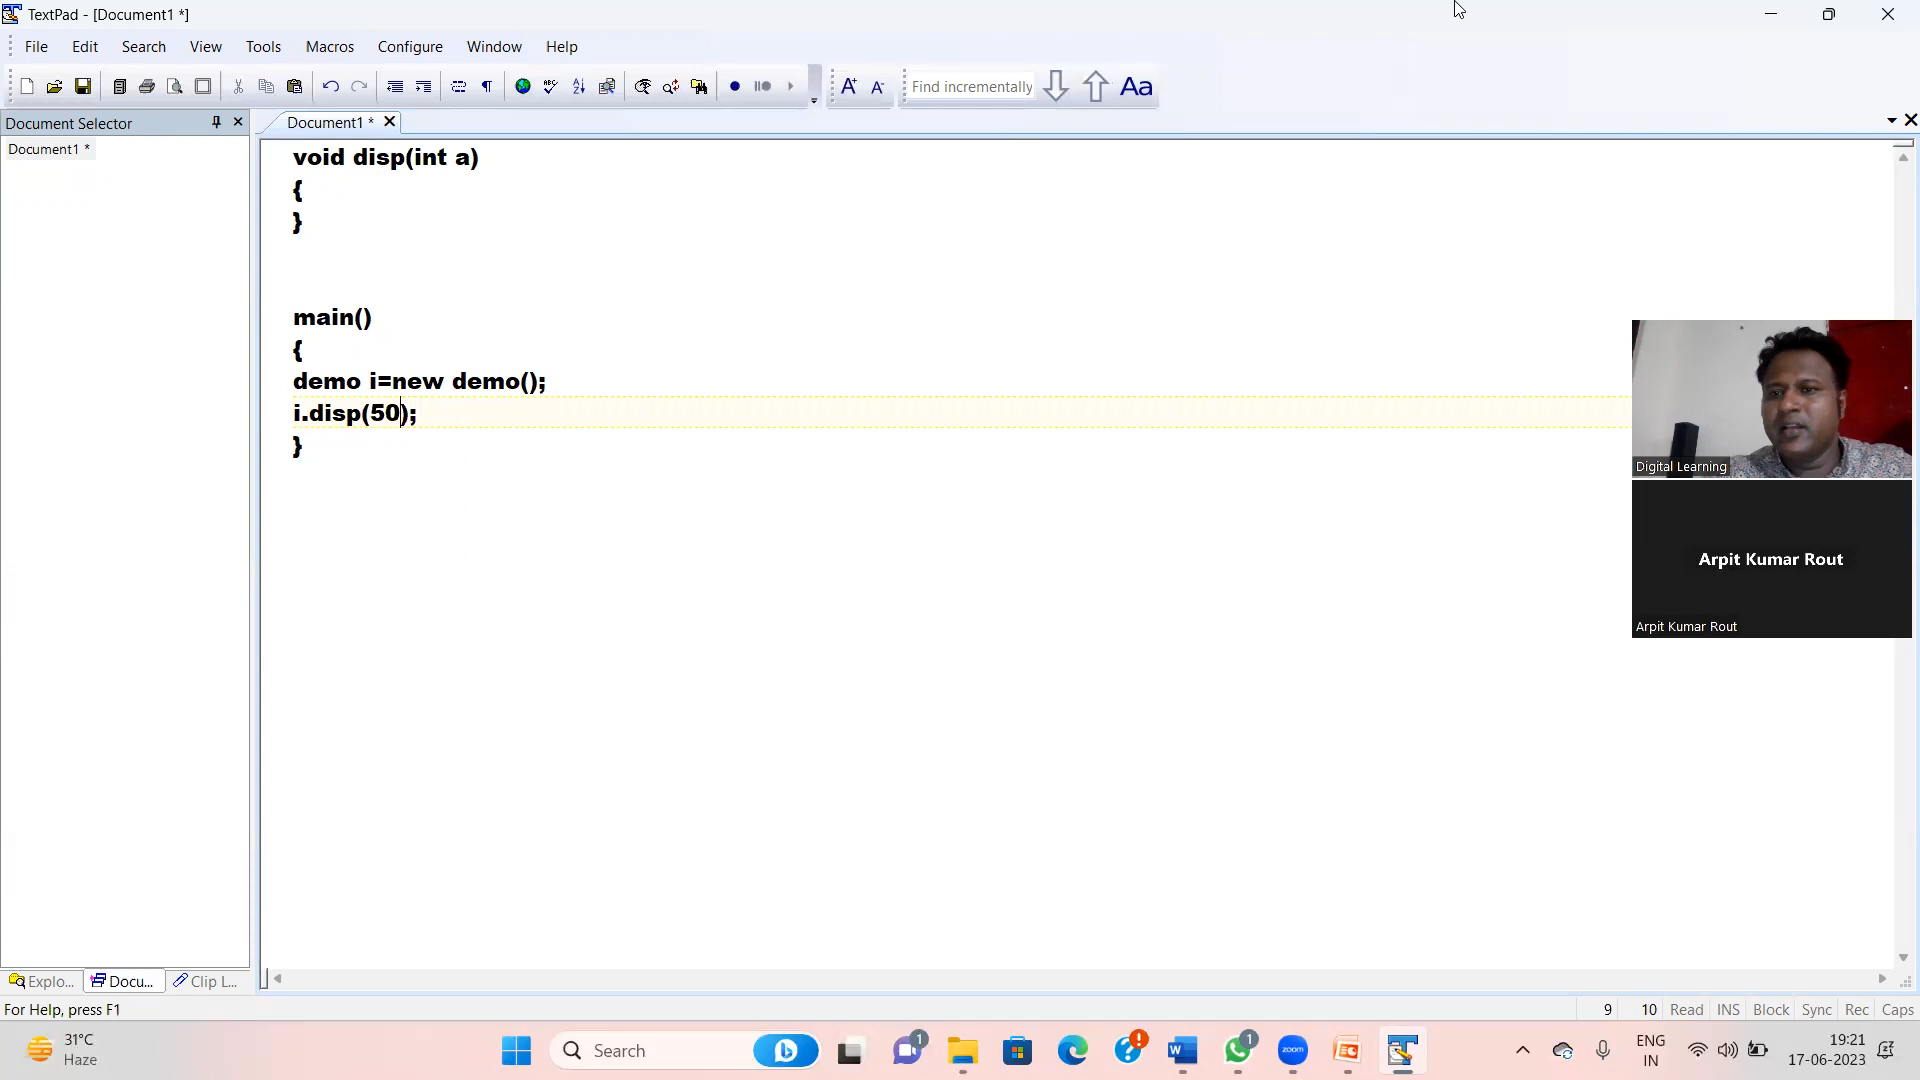 TextPad - [Document1 *]
File Edit Search View Tools Macros Configure Window Help
Find incrementally Aa
Document Selector
Document1 *
Document1 *
void disp(int a)
{
}
main()
{
demo i=new demo();
i.disp(50);
}
Digital Learning
Arpit Kumar Rout
Arpit Kumar Rout
Explo... Docu... Clip L...
For Help, press F1
9 10 Read INS Block Sync Rec Caps
31°C
Haze
Search
1
1
zoom
ENG
IN
19:21
17-06-2023